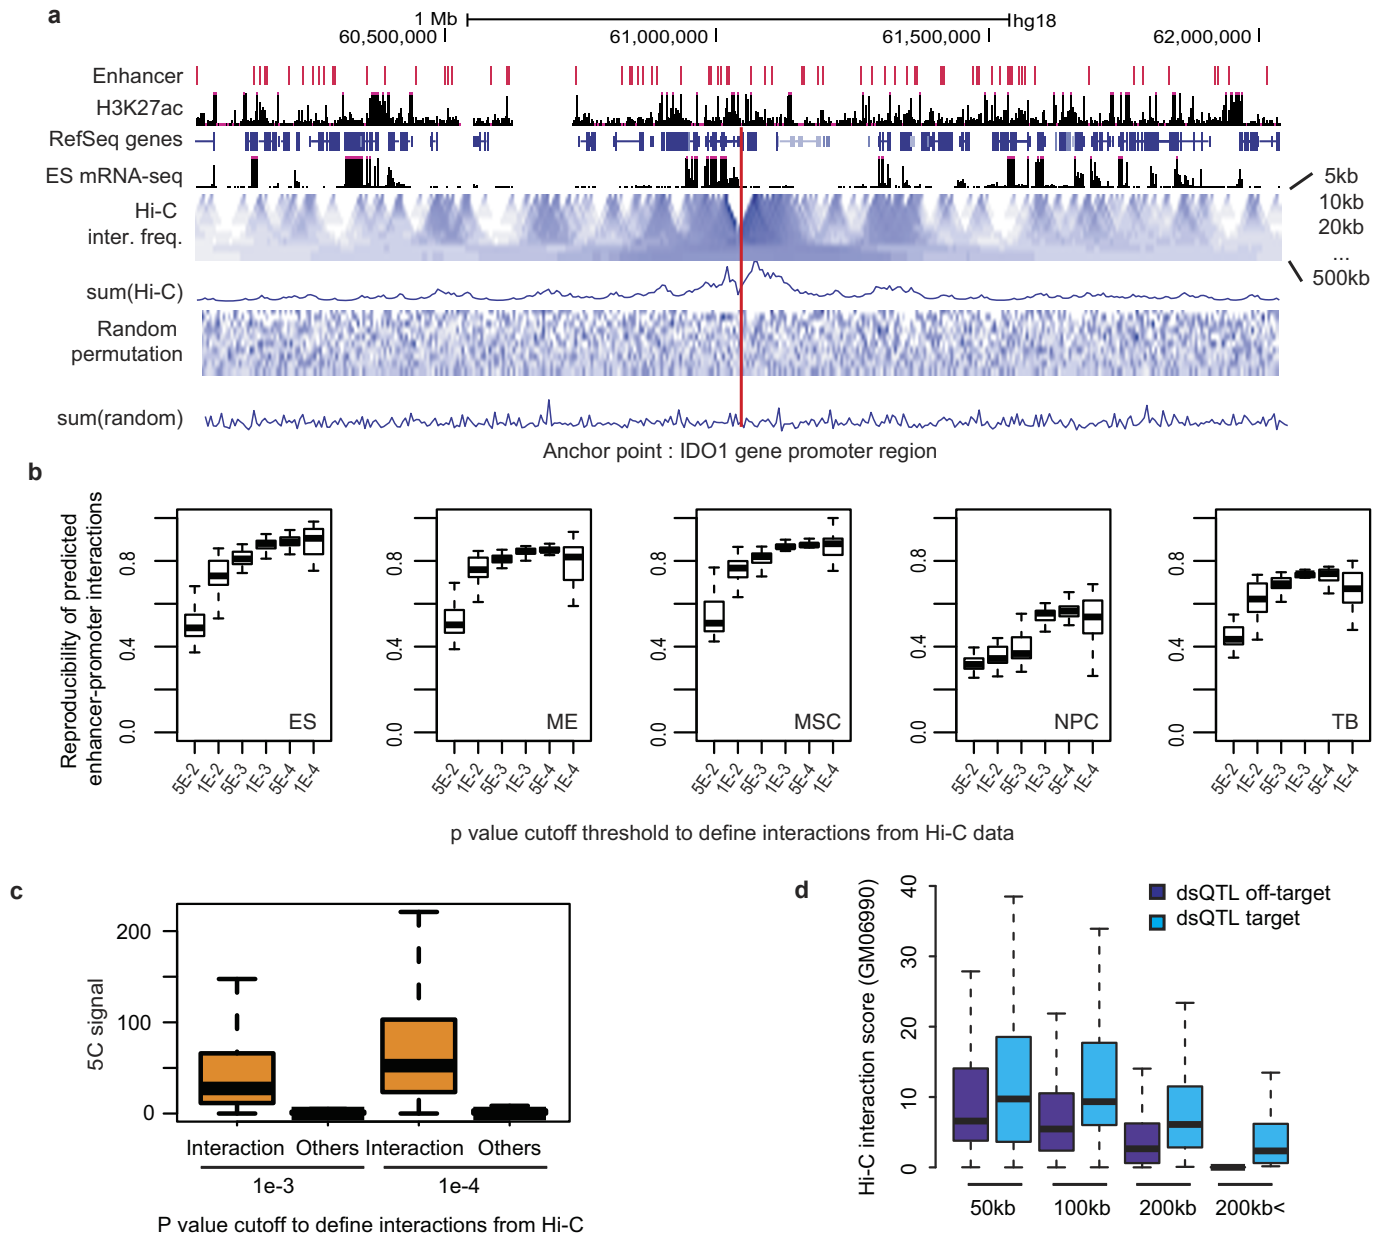 a
1 Mb hg18
60,500,000 61,000,000 61,500,000 62,000,000
Enhancer
H3K27ac
RefSeq genes
ES mRNA-seq
Hi-C
inter. freq.
5kb
10kb
20kb
...
500kb
sum(Hi-C)
Random
permutation
sum(random)
Anchor point : IDO1 gene promoter region
b
Reproducibility of predicted
enhancer-promoter interactions
0.0 0.4 0.8
ES
5E-2 1E-2 5E-3 1E-3 5E-4 1E-4
0.0 0.4 0.8
ME
5E-2 1E-2 5E-3 1E-3 5E-4 1E-4
0.0 0.4 0.8
MSC
5E-2 1E-2 5E-3 1E-3 5E-4 1E-4
0.0 0.4 0.8
NPC
5E-2 1E-2 5E-3 1E-3 5E-4 1E-4
0.0 0.4 0.8
TB
5E-2 1E-2 5E-3 1E-3 5E-4 1E-4
p value cutoff threshold to define interactions from Hi-C data
c
5C signal
200
100
0
Interaction Others Interaction Others
1e-3 1e-4
P value cutoff to define interactions from Hi-C
d
Hi-C interaction score (GM06990)
0 10 20 30 40
dsQTL off-target
dsQTL target
50kb 100kb 200kb 200kb<